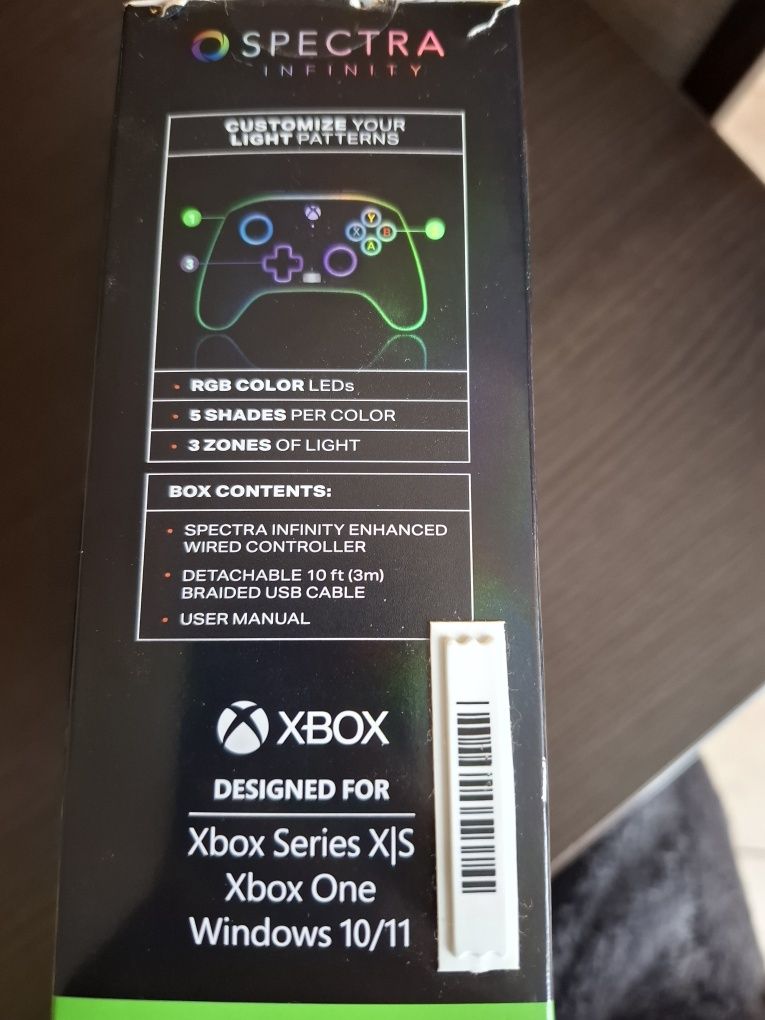 SPECTRA
INFINITY
CUSTOMIZE YOUR
LIGHT PATTERNS
1
Y
X B
A
3
• RGB COLOR LEDs
• 5 SHADES PER COLOR
• 3 ZONES OF LIGHT
BOX CONTENTS:
• SPECTRA INFINITY ENHANCED
WIRED CONTROLLER
• DETACHABLE 10 ft (3m)
BRAIDED USB CABLE
• USER MANUAL
XBOX
DESIGNED FOR
Xbox Series X|S
Xbox One
Windows 10/11